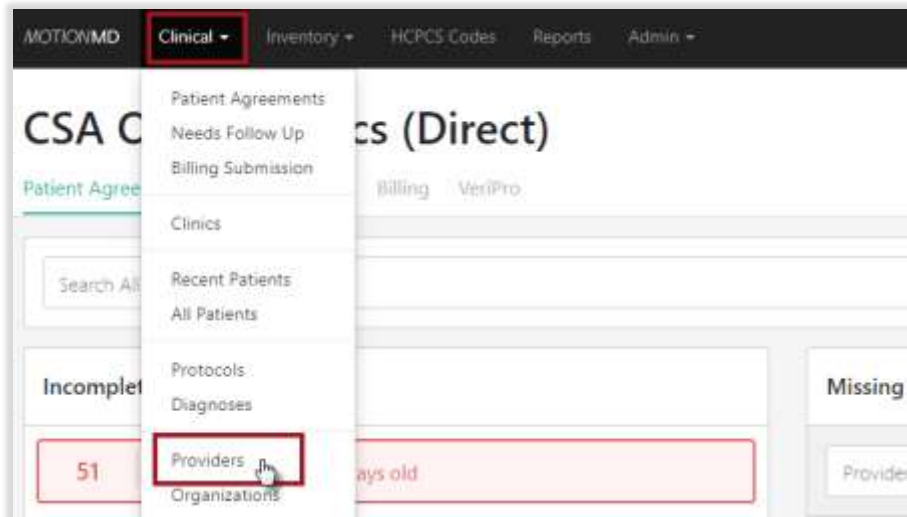 MOTIONMD Clinical Inventory HCPCS Codes Reports Admin
Patient Agreements
CSA O cs (Direct)
Needs Follow Up
Billing Submission
Patient Agree Billing VeriPro
Clinics
Search All
Recent Patients
All Patients
Protocols
Incomplet Missing
Diagnoses
51 Providers ays old Provider
Organizations